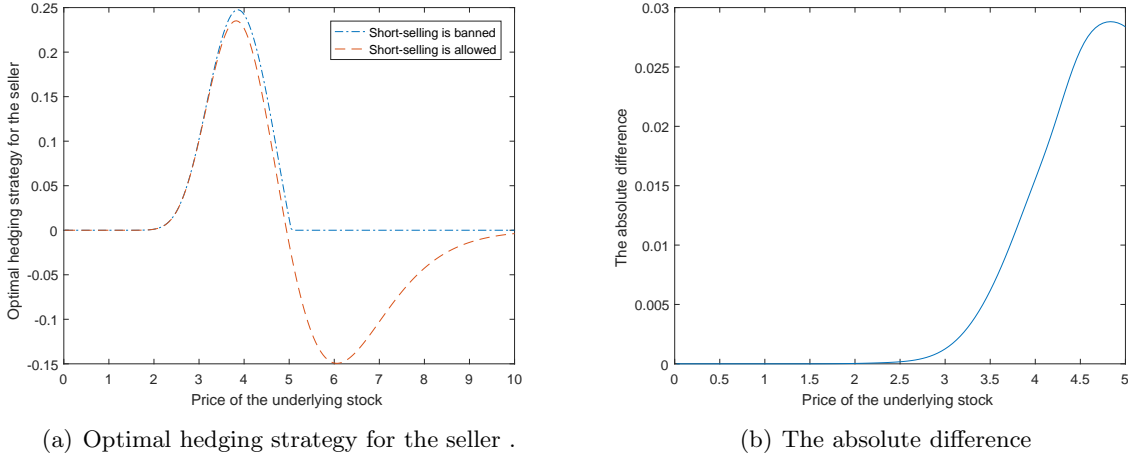 0.25
0.2
0.15
0.1
0.05
0
-0.05
-0.1
-0.15
0 1 2 3 4 5 6 7 8 9 10
Price of the underlying stock
Optimal hedging strategy for the seller
Short-selling is banned
Short-selling is allowed
(a) Optimal hedging strategy for the seller .
0.03
0.025
0.02
0.015
0.01
0.005
0
0 0.5 1 1.5 2 2.5 3 3.5 4 4.5 5
Price of the underlying stock
The absolute difference
(b) The absolute difference